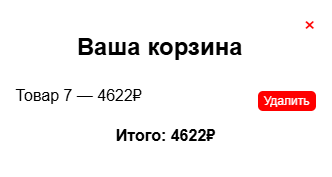 ×
Ваша корзина
Товар 7 — 4622₽
Удалить
Итого: 4622₽